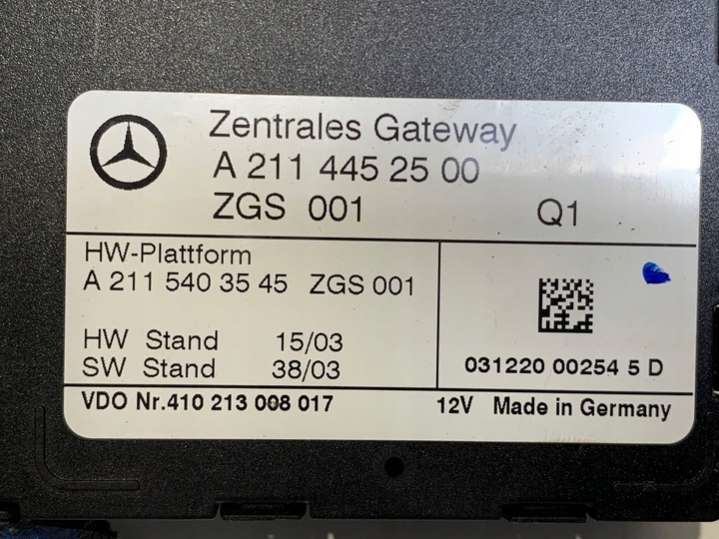 Zentrales Gateway
A 211 445 25 00
ZGS 001 Q1
HW-Plattform
A 211 540 35 45 ZGS 001
HW Stand 15/03
SW Stand 38/03
031220 00254 5 D
VDO Nr.410 213 008 017 12V Made in Germany